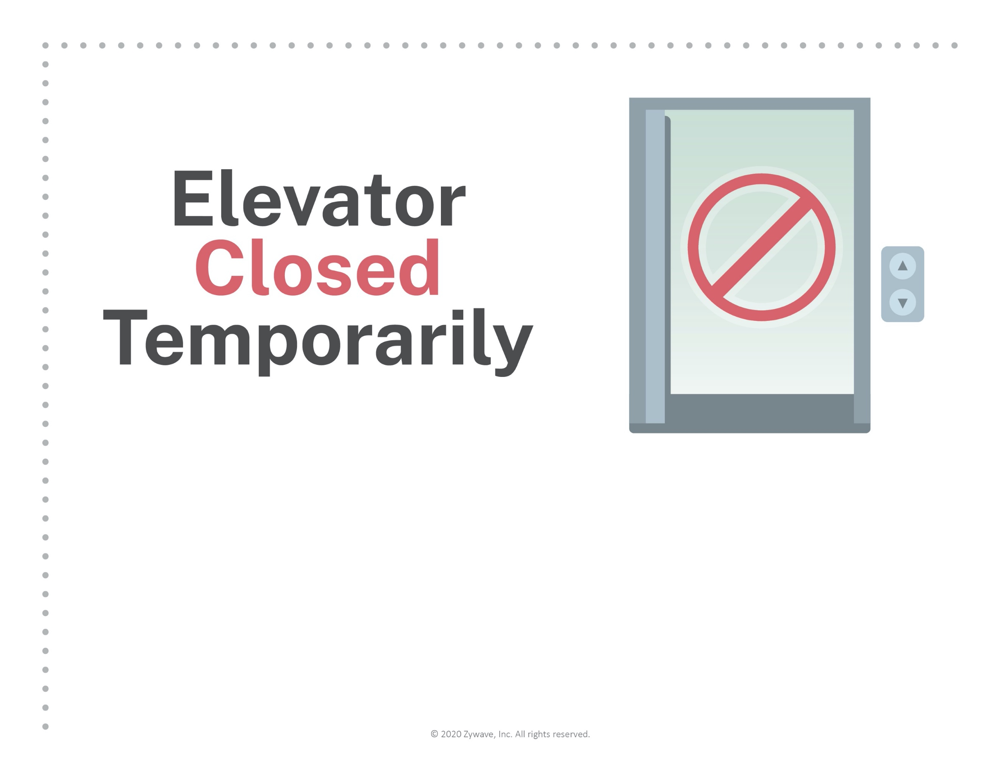 Elevator
Closed
Temporarily
© 2020 Zywave, Inc. All rights reserved.